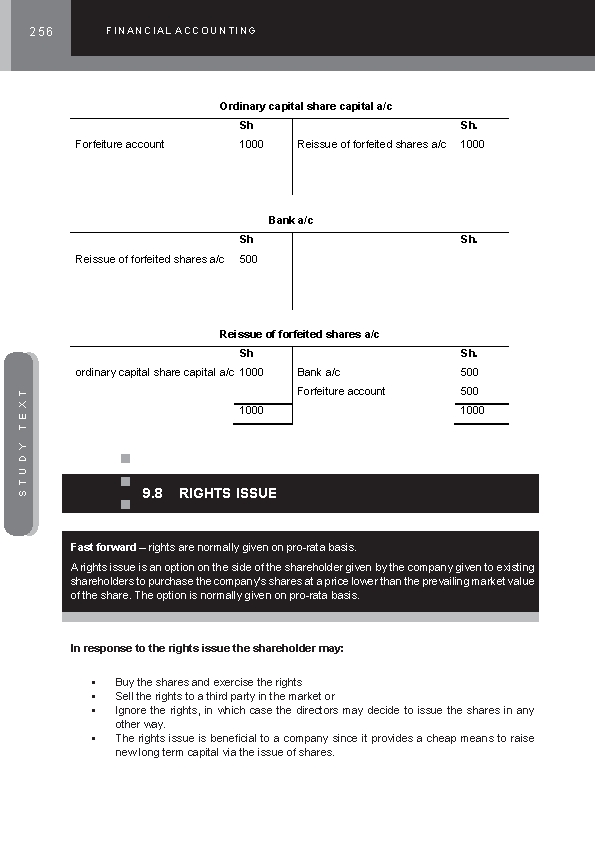 256
FINANCIAL ACCOUNTING
Ordinary capital share capital a/c
Sh Sh.
Forfeiture account 1000 Reissue of forfeited shares a/c 1000
Bank a/c
Sh Sh.
Reissue of forfeited shares a/c 500
Reissue of forfeited shares a/c
Sh Sh.
ordinary capital share capital a/c 1000 Bank a/c 500
Forfeiture account 500
1000 1000
STUDY TEXT
9.8 RIGHTS ISSUE
Fast forward – rights are normally given on pro-rata basis.
A rights issue is an option on the side of the shareholder given by the company given to existing
shareholders to purchase the company's shares at a price lower than the prevailing market value
of the share. The option is normally given on pro-rata basis.
In response to the rights issue the shareholder may:
• Buy the shares and exercise the rights
• Sell the rights to a third party in the market or
• Ignore the rights, in which case the directors may decide to issue the shares in any
other way.
• The rights issue is beneficial to a company since it provides a cheap means to raise
new long term capital via the issue of shares.